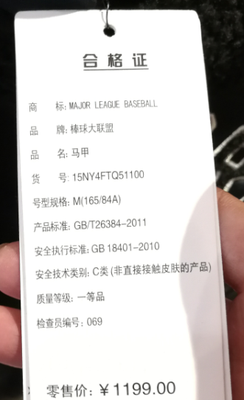 合格证
商 标: MAJOR LEAGUE BASEBALL
品 牌: 棒球大联盟
品 名: 马甲
货 号: 15NY4FTQ51100
号型规格: M(165/84A)
产品标准: GB/T26384-2011
安全执行标准: GB 18401-2010
安全技术类别: C类(非直接接触皮肤的产品)
质量等级: 一等品
检查员编号: 069
零售价: ¥1199.00